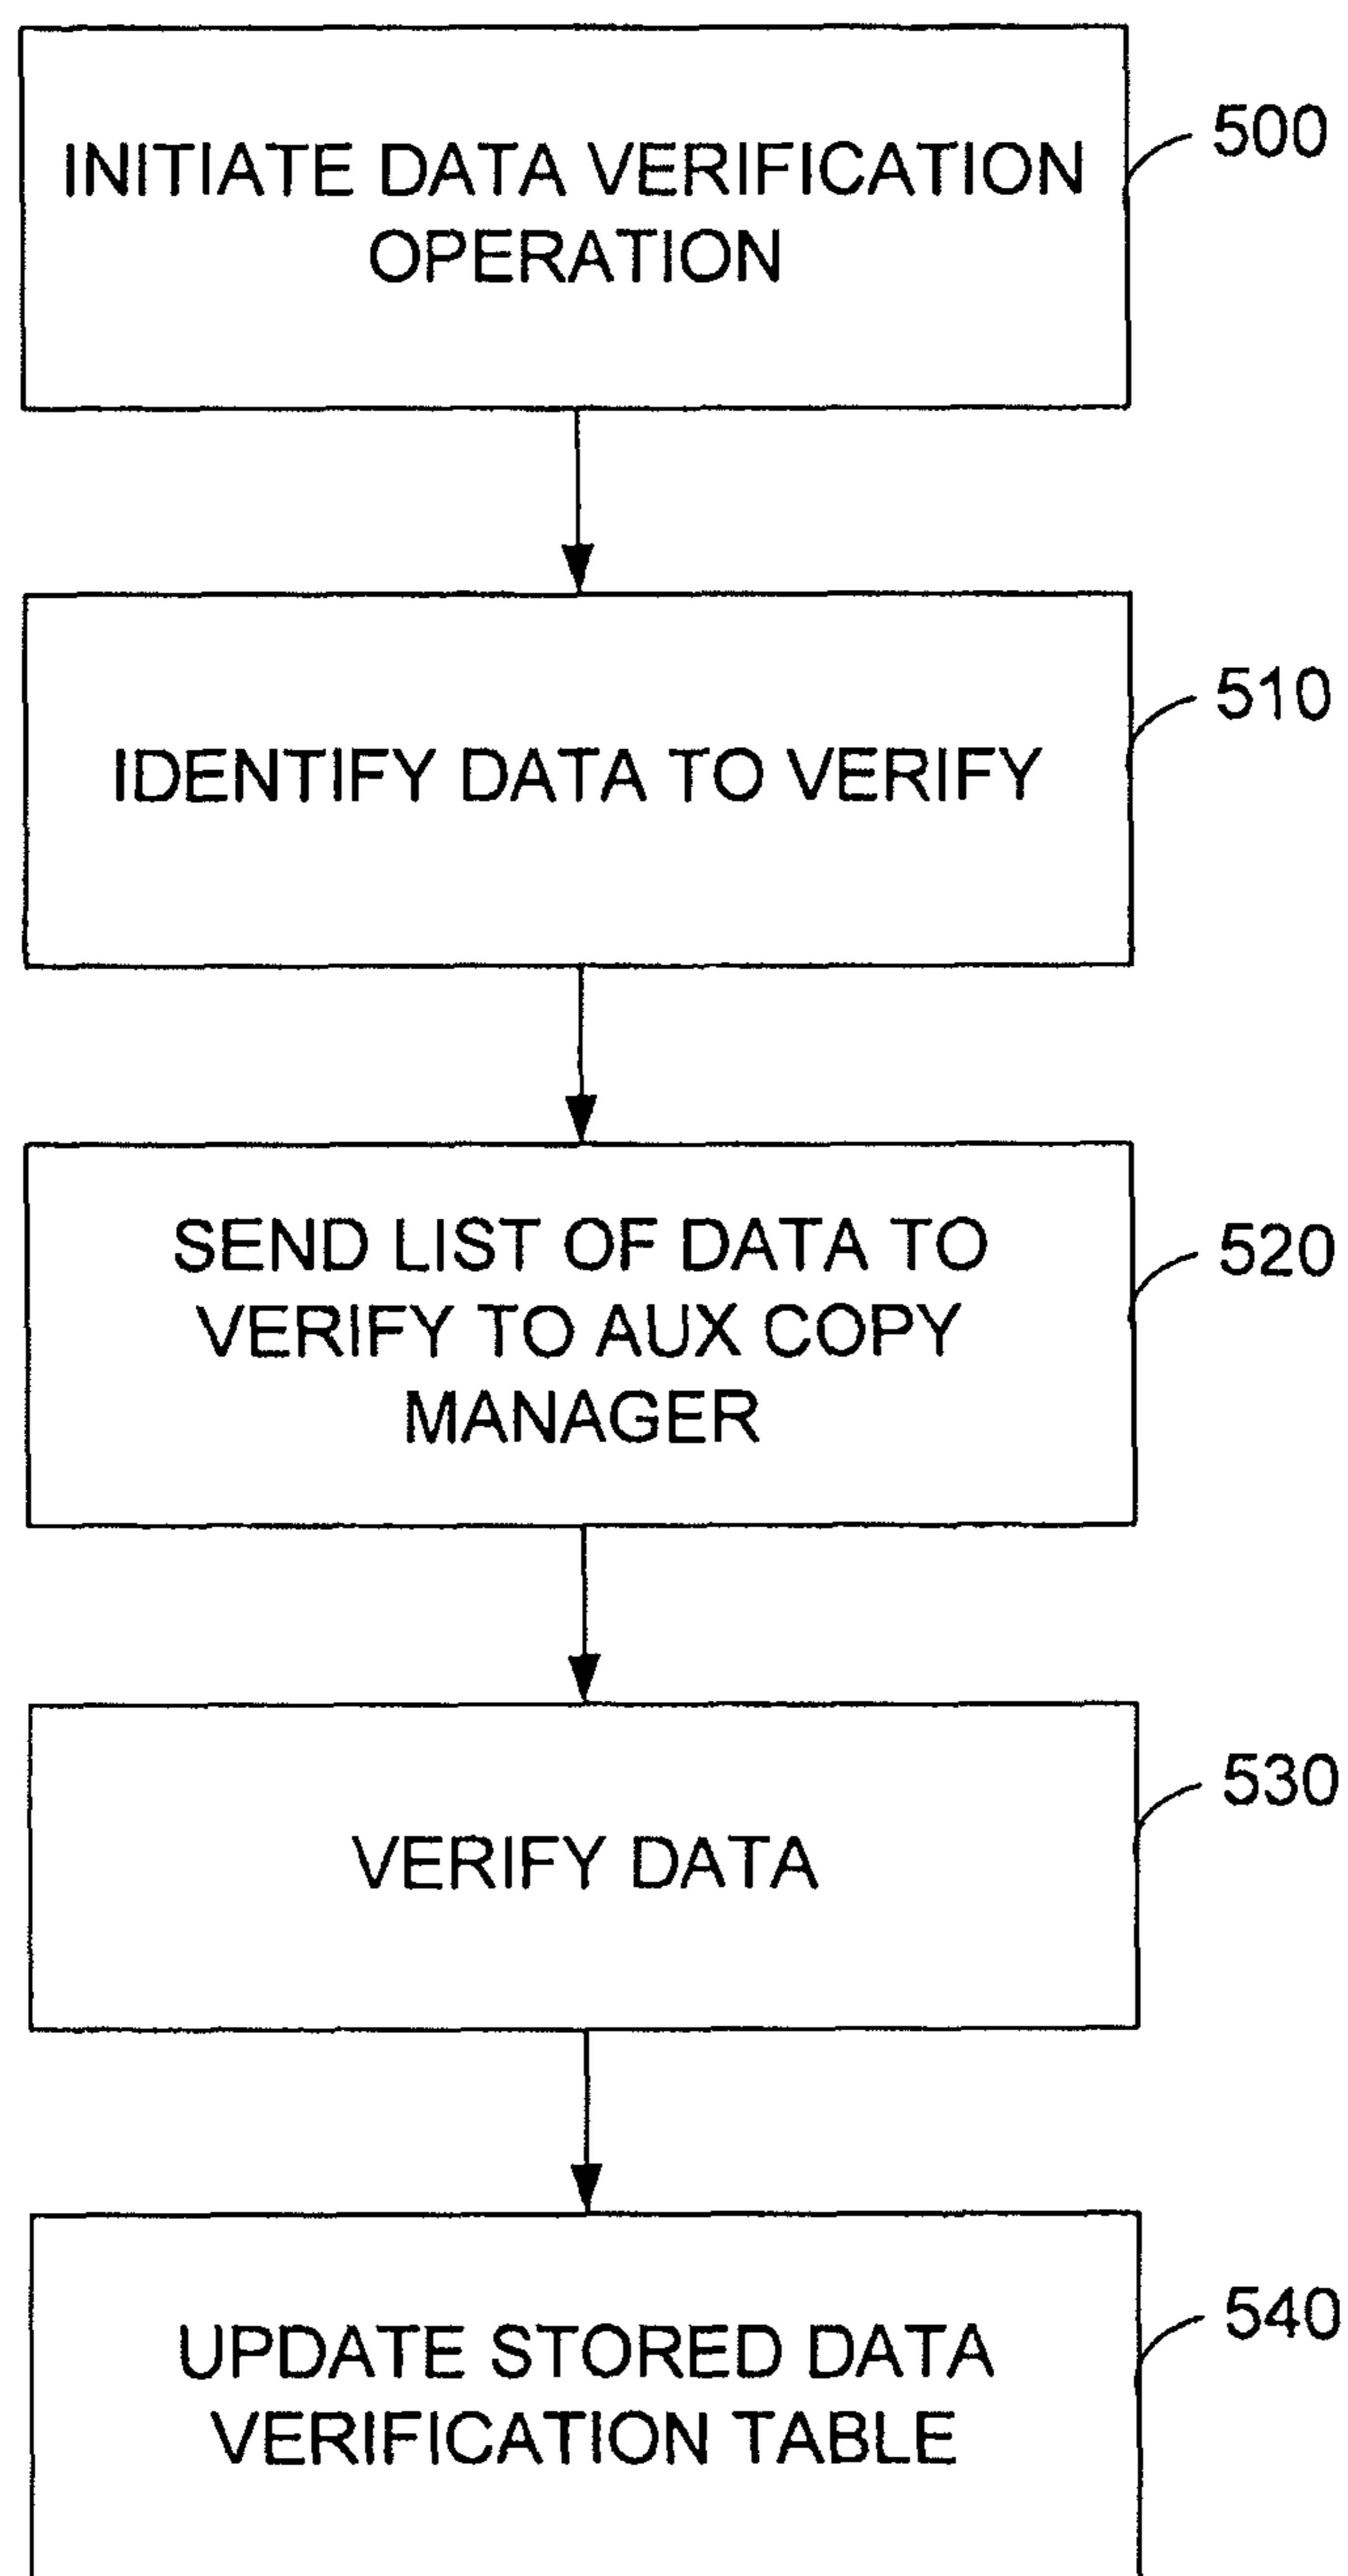 INITIATE DATA VERIFICATION
OPERATION
500
IDENTIFY DATA TO VERIFY
510
SEND LIST OF DATA TO
VERIFY TO AUX COPY
MANAGER
520
VERIFY DATA
530
UPDATE STORED DATA
VERIFICATION TABLE
540